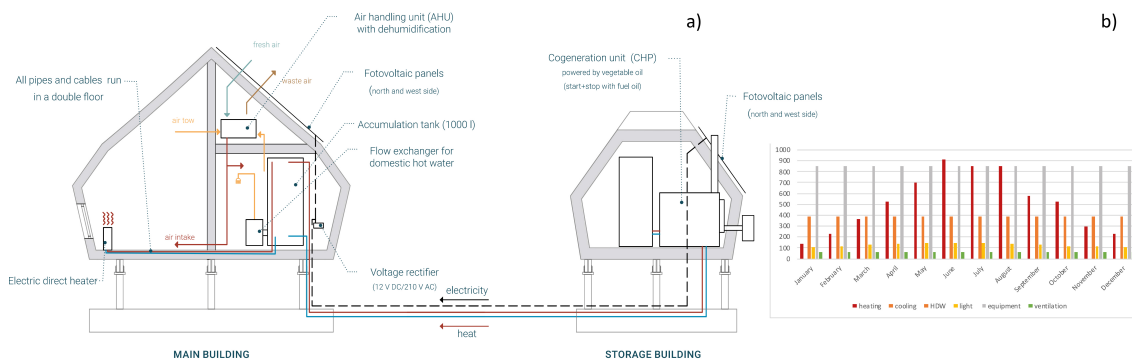 a)
b)
Air handling unit (AHU)
with dehumidification
fresh air
waste air
All pipes and cables run
in a double floor
Fotovoltaic panels
(north and west side)
air tow
Accumulation tank (1000 l)
Flow exchanger for
domestic hot water
air intake
Electric direct heater
Voltage rectifier
(12 V DC/210 V AC)
electricity
heat
MAIN BUILDING
Cogeneration unit (CHP)
powered by vegetable oil
(start+stop with fuel oil)
Fotovoltaic panels
(north and west side)
STORAGE BUILDING
1000
900
800
700
600
500
400
300
200
100
0
January
February
March
April
May
June
July
August
September
October
November
December
heating cooling HDW light equipment ventilation